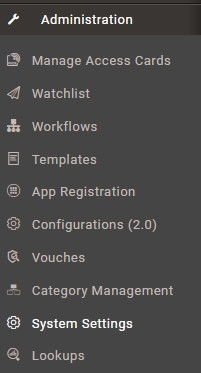 Administration
Manage Access Cards
Watchlist
Workflows
Templates
App Registration
Configurations (2.0)
Vouches
Category Management
System Settings
Lookups